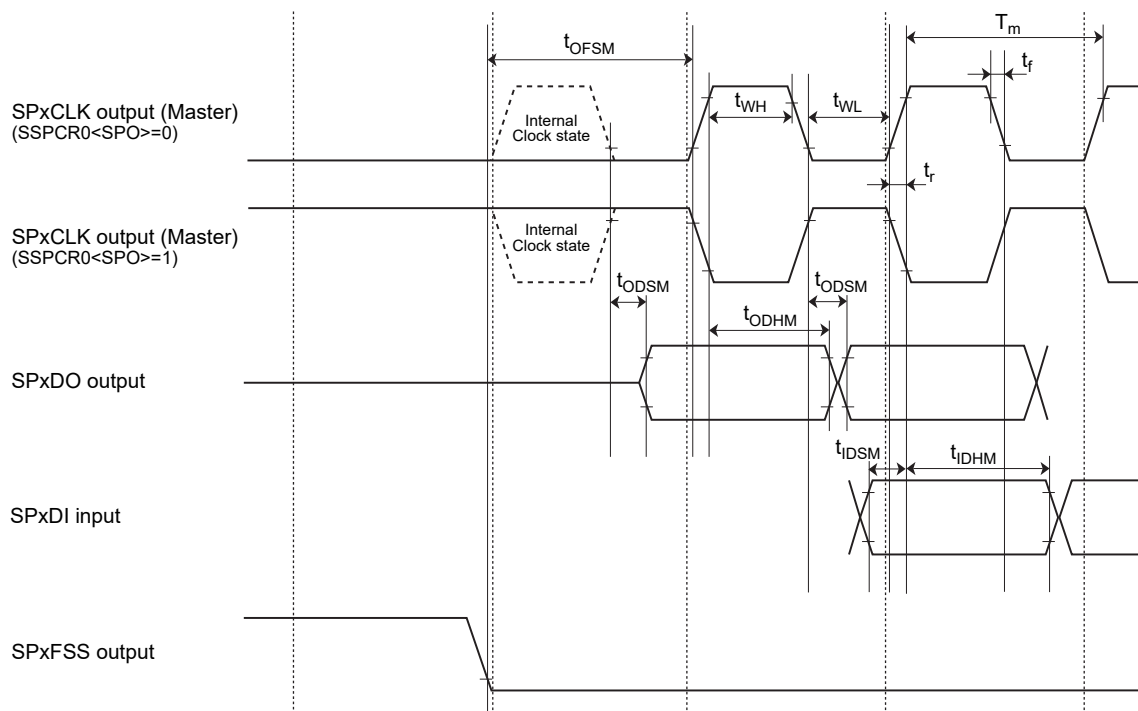 T_m
t_OFSM
t_f
SPxCLK output (Master)
(SSPCR0<SPO>=0)
Internal
Clock state
t_WH
t_WL
t_r
SPxCLK output (Master)
(SSPCR0<SPO>=1)
Internal
Clock state
t_ODSM
t_ODSM
t_ODHM
SPxDO output
t_IDSM
t_IDHM
SPxDI input
SPxFSS output